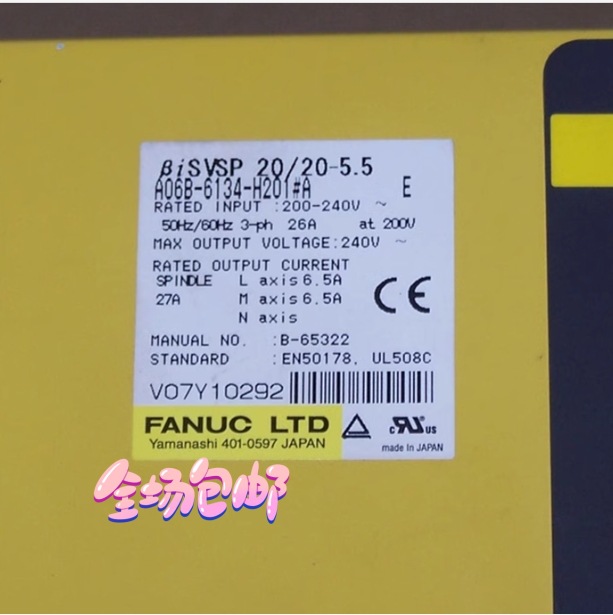 βiSVSP 20/20-5.5
A06B-6134-H201#A E
RATED INPUT :200-240V ~
50Hz/60Hz 3-ph 26A at 200V
MAX OUTPUT VOLTAGE:240V ~
RATED OUTPUT CURRENT
SPINDLE L axis 6.5A
27A M axis 6.5A
N axis
CE
MANUAL NO. :B-65322
STANDARD :EN50178, UL508C
V07Y10292
FANUC LTD
Yamanashi 401-0597 JAPAN
c RU US
made in JAPAN
全场包邮